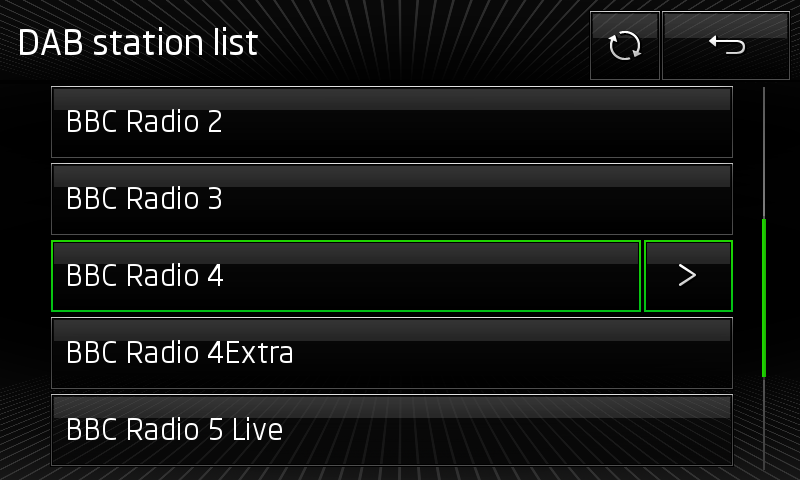 DAB station list
BBC Radio 2
BBC Radio 3
BBC Radio 4
BBC Radio 4Extra
BBC Radio 5 Live